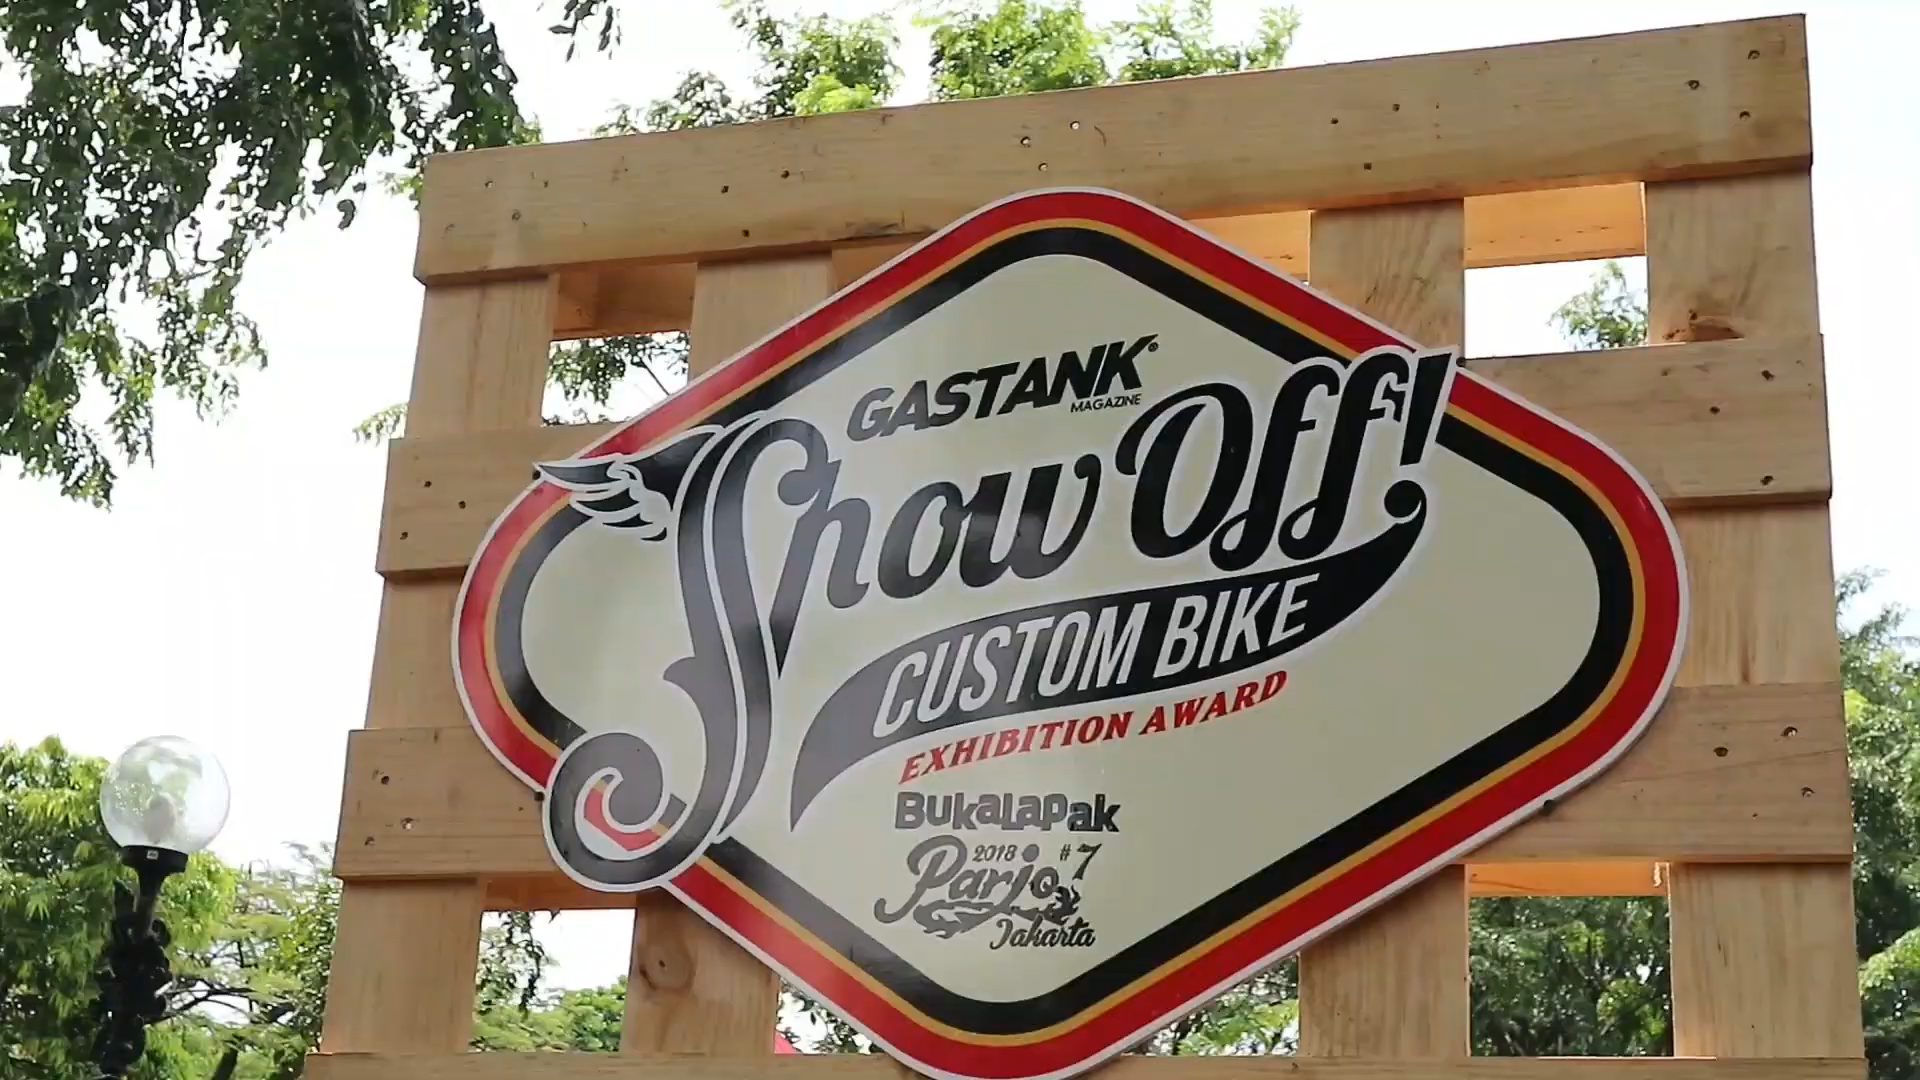 GASTANK®
MAGAZINE
Show Off!
CUSTOM BIKE
EXHIBITION AWARD
BUKALAPAK
2018 #7
Parjo
Jakarta